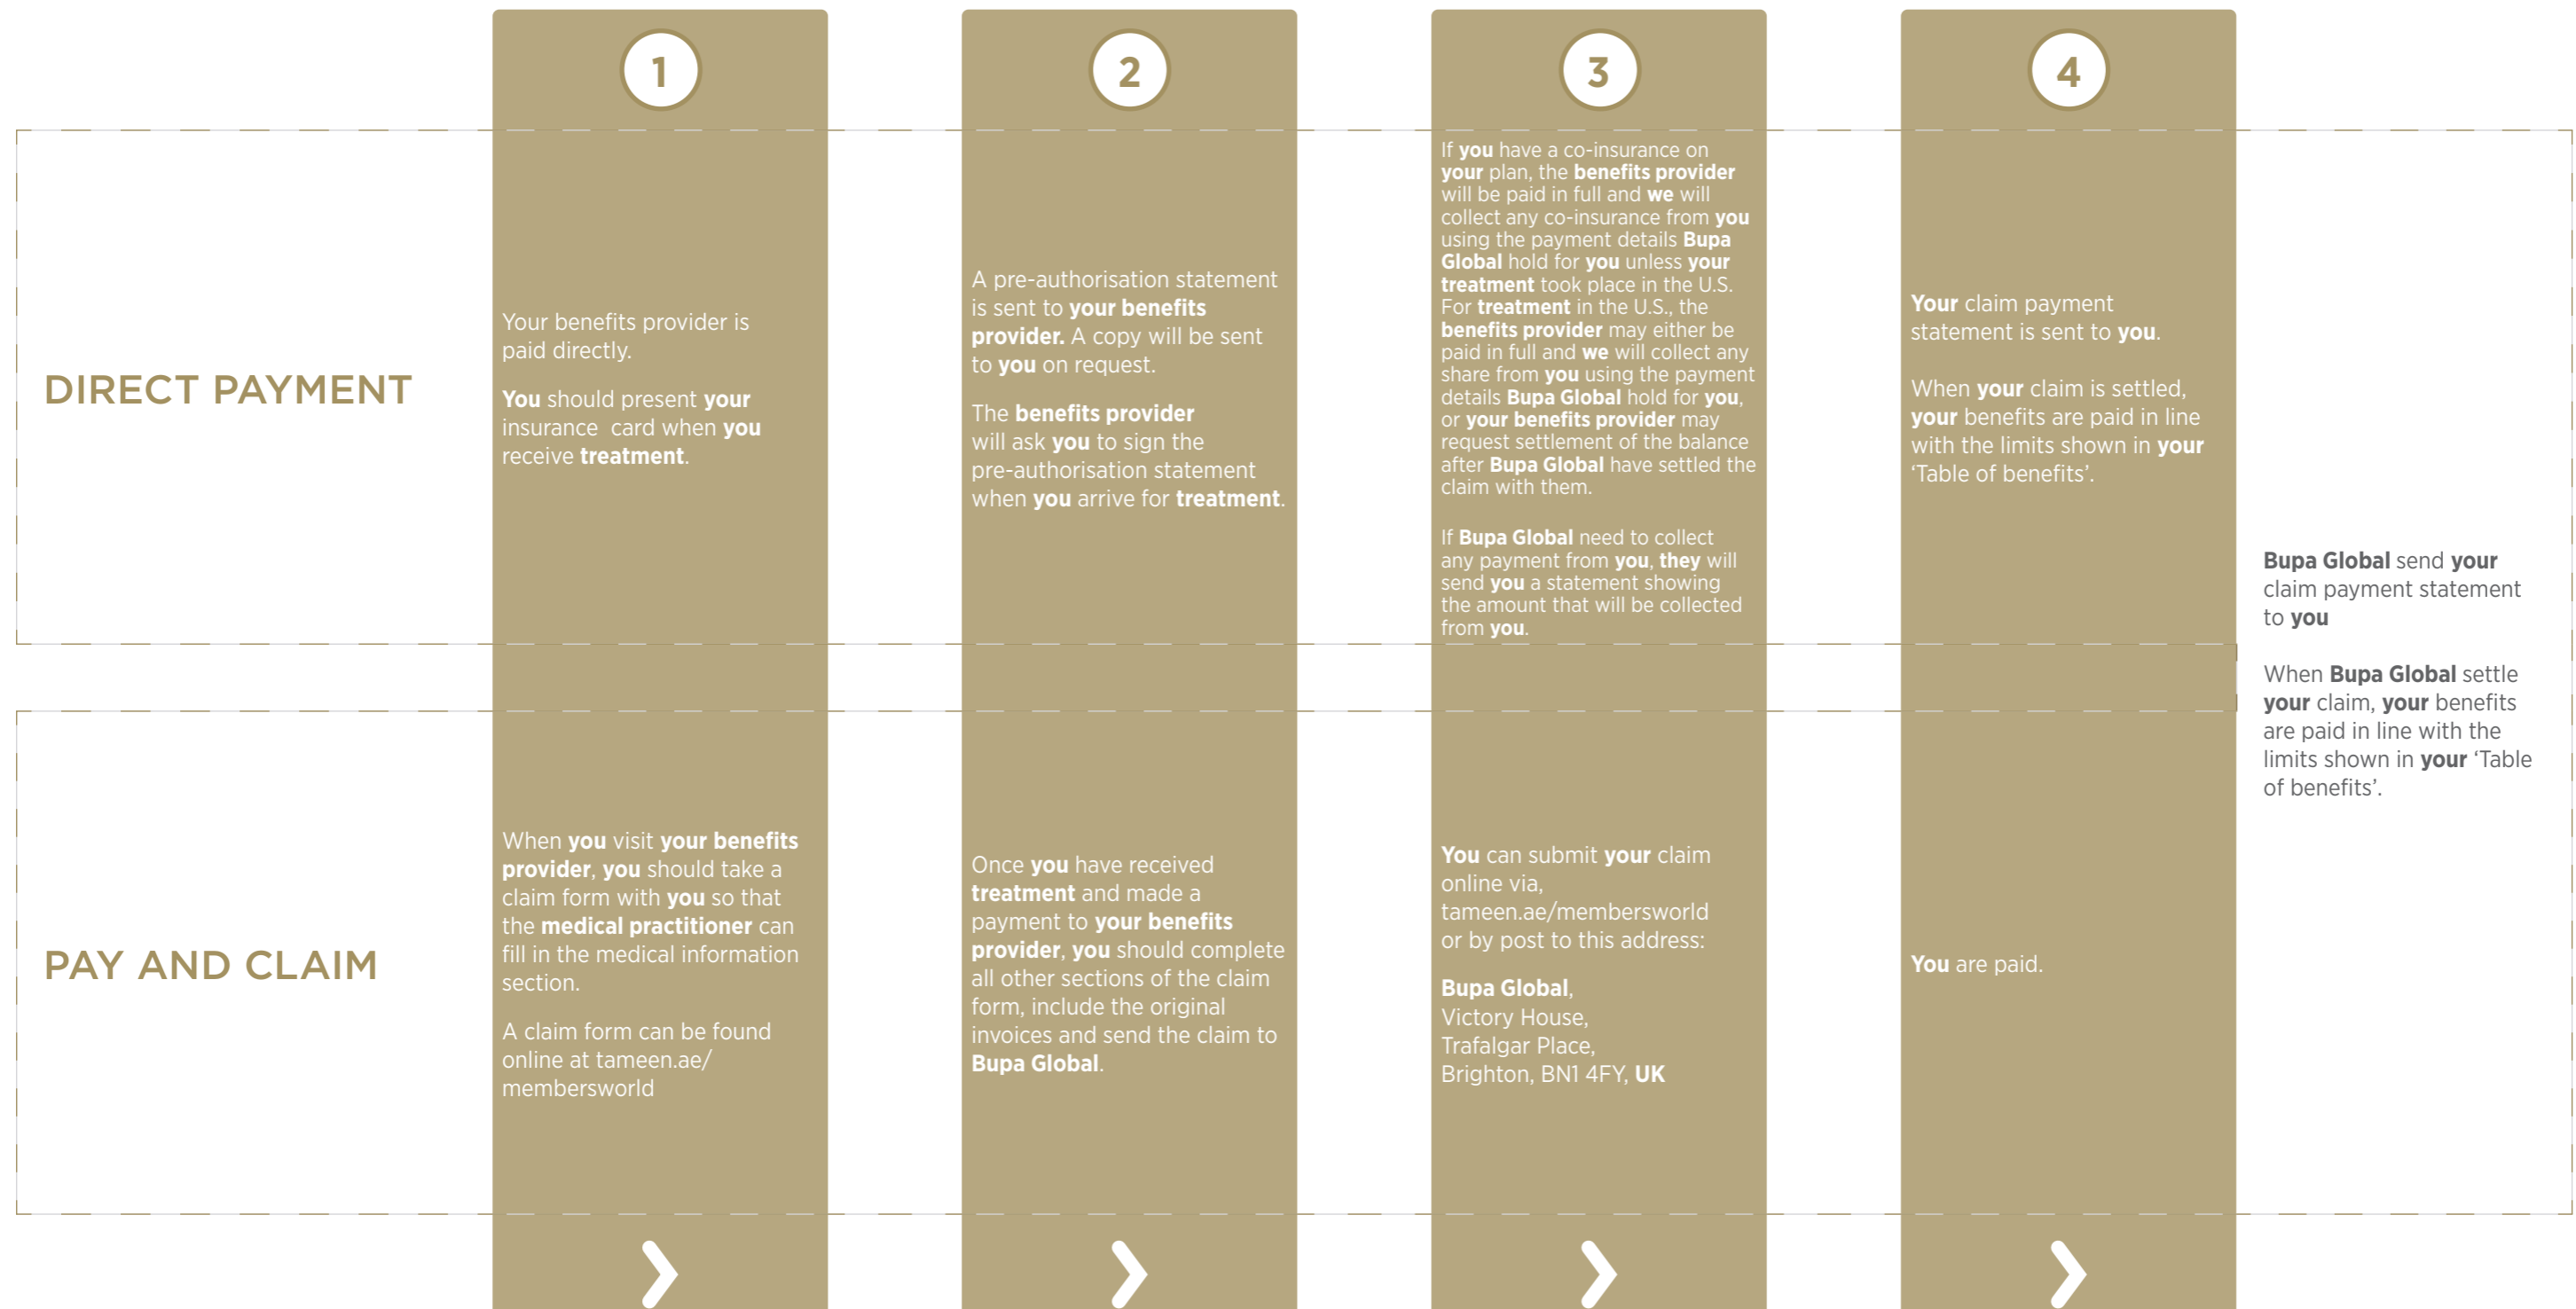 1
2
3
4
DIRECT PAYMENT
Your benefits provider is
paid directly.
You should present your
insurance card when you
receive treatment.
A pre-authorisation statement
is sent to your benefits
provider. A copy will be sent
to you on request.
The benefits provider
will ask you to sign the
pre-authorisation statement
when you arrive for treatment.
If you have a co-insurance on
your plan, the benefits provider
will be paid in full and we will
collect any co-insurance from you
using the payment details Bupa
Global hold for you unless your
treatment took place in the U.S.
For treatment in the U.S., the
benefits provider may either be
paid in full and we will collect any
share from you using the payment
details Bupa Global hold for you,
or your benefits provider may
request settlement of the balance
after Bupa Global have settled the
claim with them.
If Bupa Global need to collect
any payment from you, they will
send you a statement showing
the amount that will be collected
from you.
Your claim payment
statement is sent to you.
When your claim is settled,
your benefits are paid in line
with the limits shown in your
‘Table of benefits’.
PAY AND CLAIM
When you visit your benefits
provider, you should take a
claim form with you so that
the medical practitioner can
fill in the medical information
section.
A claim form can be found
online at tameen.ae/
membersworld
Once you have received
treatment and made a
payment to your benefits
provider, you should complete
all other sections of the claim
form, include the original
invoices and send the claim to
Bupa Global.
You can submit your claim
online via,
tameen.ae/membersworld
or by post to this address:
Bupa Global,
Victory House,
Trafalgar Place,
Brighton, BN1 4FY, UK
You are paid.
Bupa Global send your
claim payment statement
to you
When Bupa Global settle
your claim, your benefits
are paid in line with the
limits shown in your ‘Table
of benefits’.